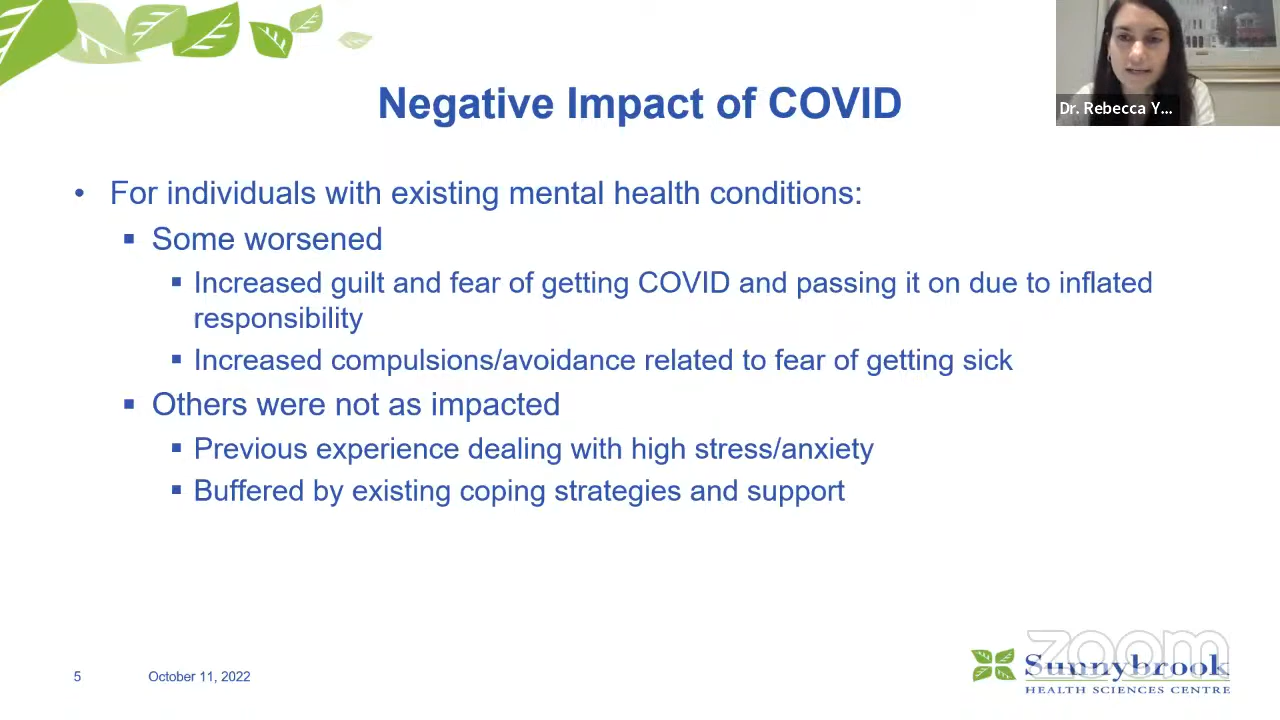 Negative Impact of COVID
Dr. Rebecca Y...
• For individuals with existing mental health conditions:
▪ Some worsened
▪ Increased guilt and fear of getting COVID and passing it on due to inflated
responsibility
▪ Increased compulsions/avoidance related to fear of getting sick
▪ Others were not as impacted
▪ Previous experience dealing with high stress/anxiety
▪ Buffered by existing coping strategies and support
5
October 11, 2022
zoom
Sunnybrook
HEALTH SCIENCES CENTRE